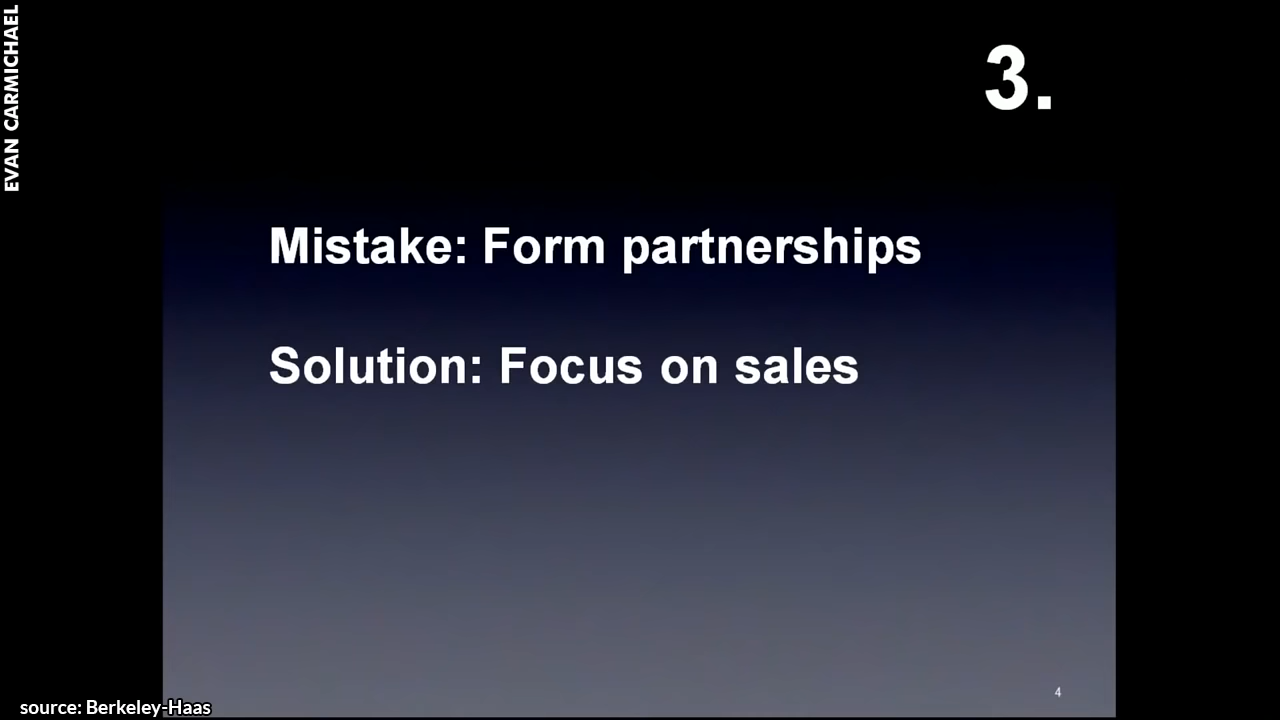 EVAN CARMICHAEL
3.
Mistake: Form partnerships
Solution: Focus on sales
4
source: Berkeley-Haas